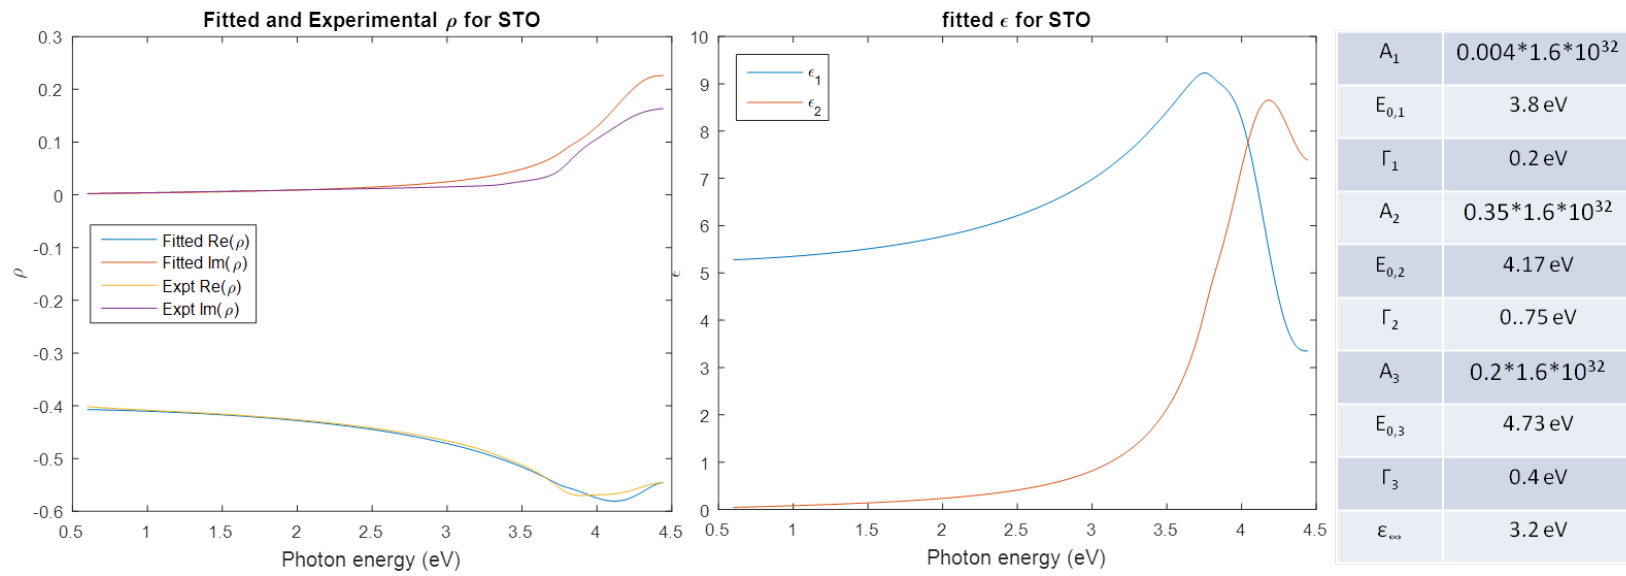 Fitted and Experimental ρ for STO
0.3
0.2
0.1
0
-0.1
-0.2
-0.3
-0.4
-0.5
-0.6
ρ
Fitted Re(ρ)
Fitted Im(ρ)
Expt Re(ρ)
Expt Im(ρ)
0.5 1 1.5 2 2.5 3 3.5 4 4.5
Photon energy (eV)
fitted ϵ for STO
10
9
8
7
6
5
4
3
2
1
0
ϵ
ϵ1
ϵ2
0.5 1 1.5 2 2.5 3 3.5 4 4.5
Photon energy (eV)
A1 0.004*1.6*10^32
E0,1 3.8 eV
Γ1 0.2 eV
A2 0.35*1.6*10^32
E0,2 4.17 eV
Γ2 0..75 eV
A3 0.2*1.6*10^32
E0,3 4.73 eV
Γ3 0.4 eV
ε∞ 3.2 eV